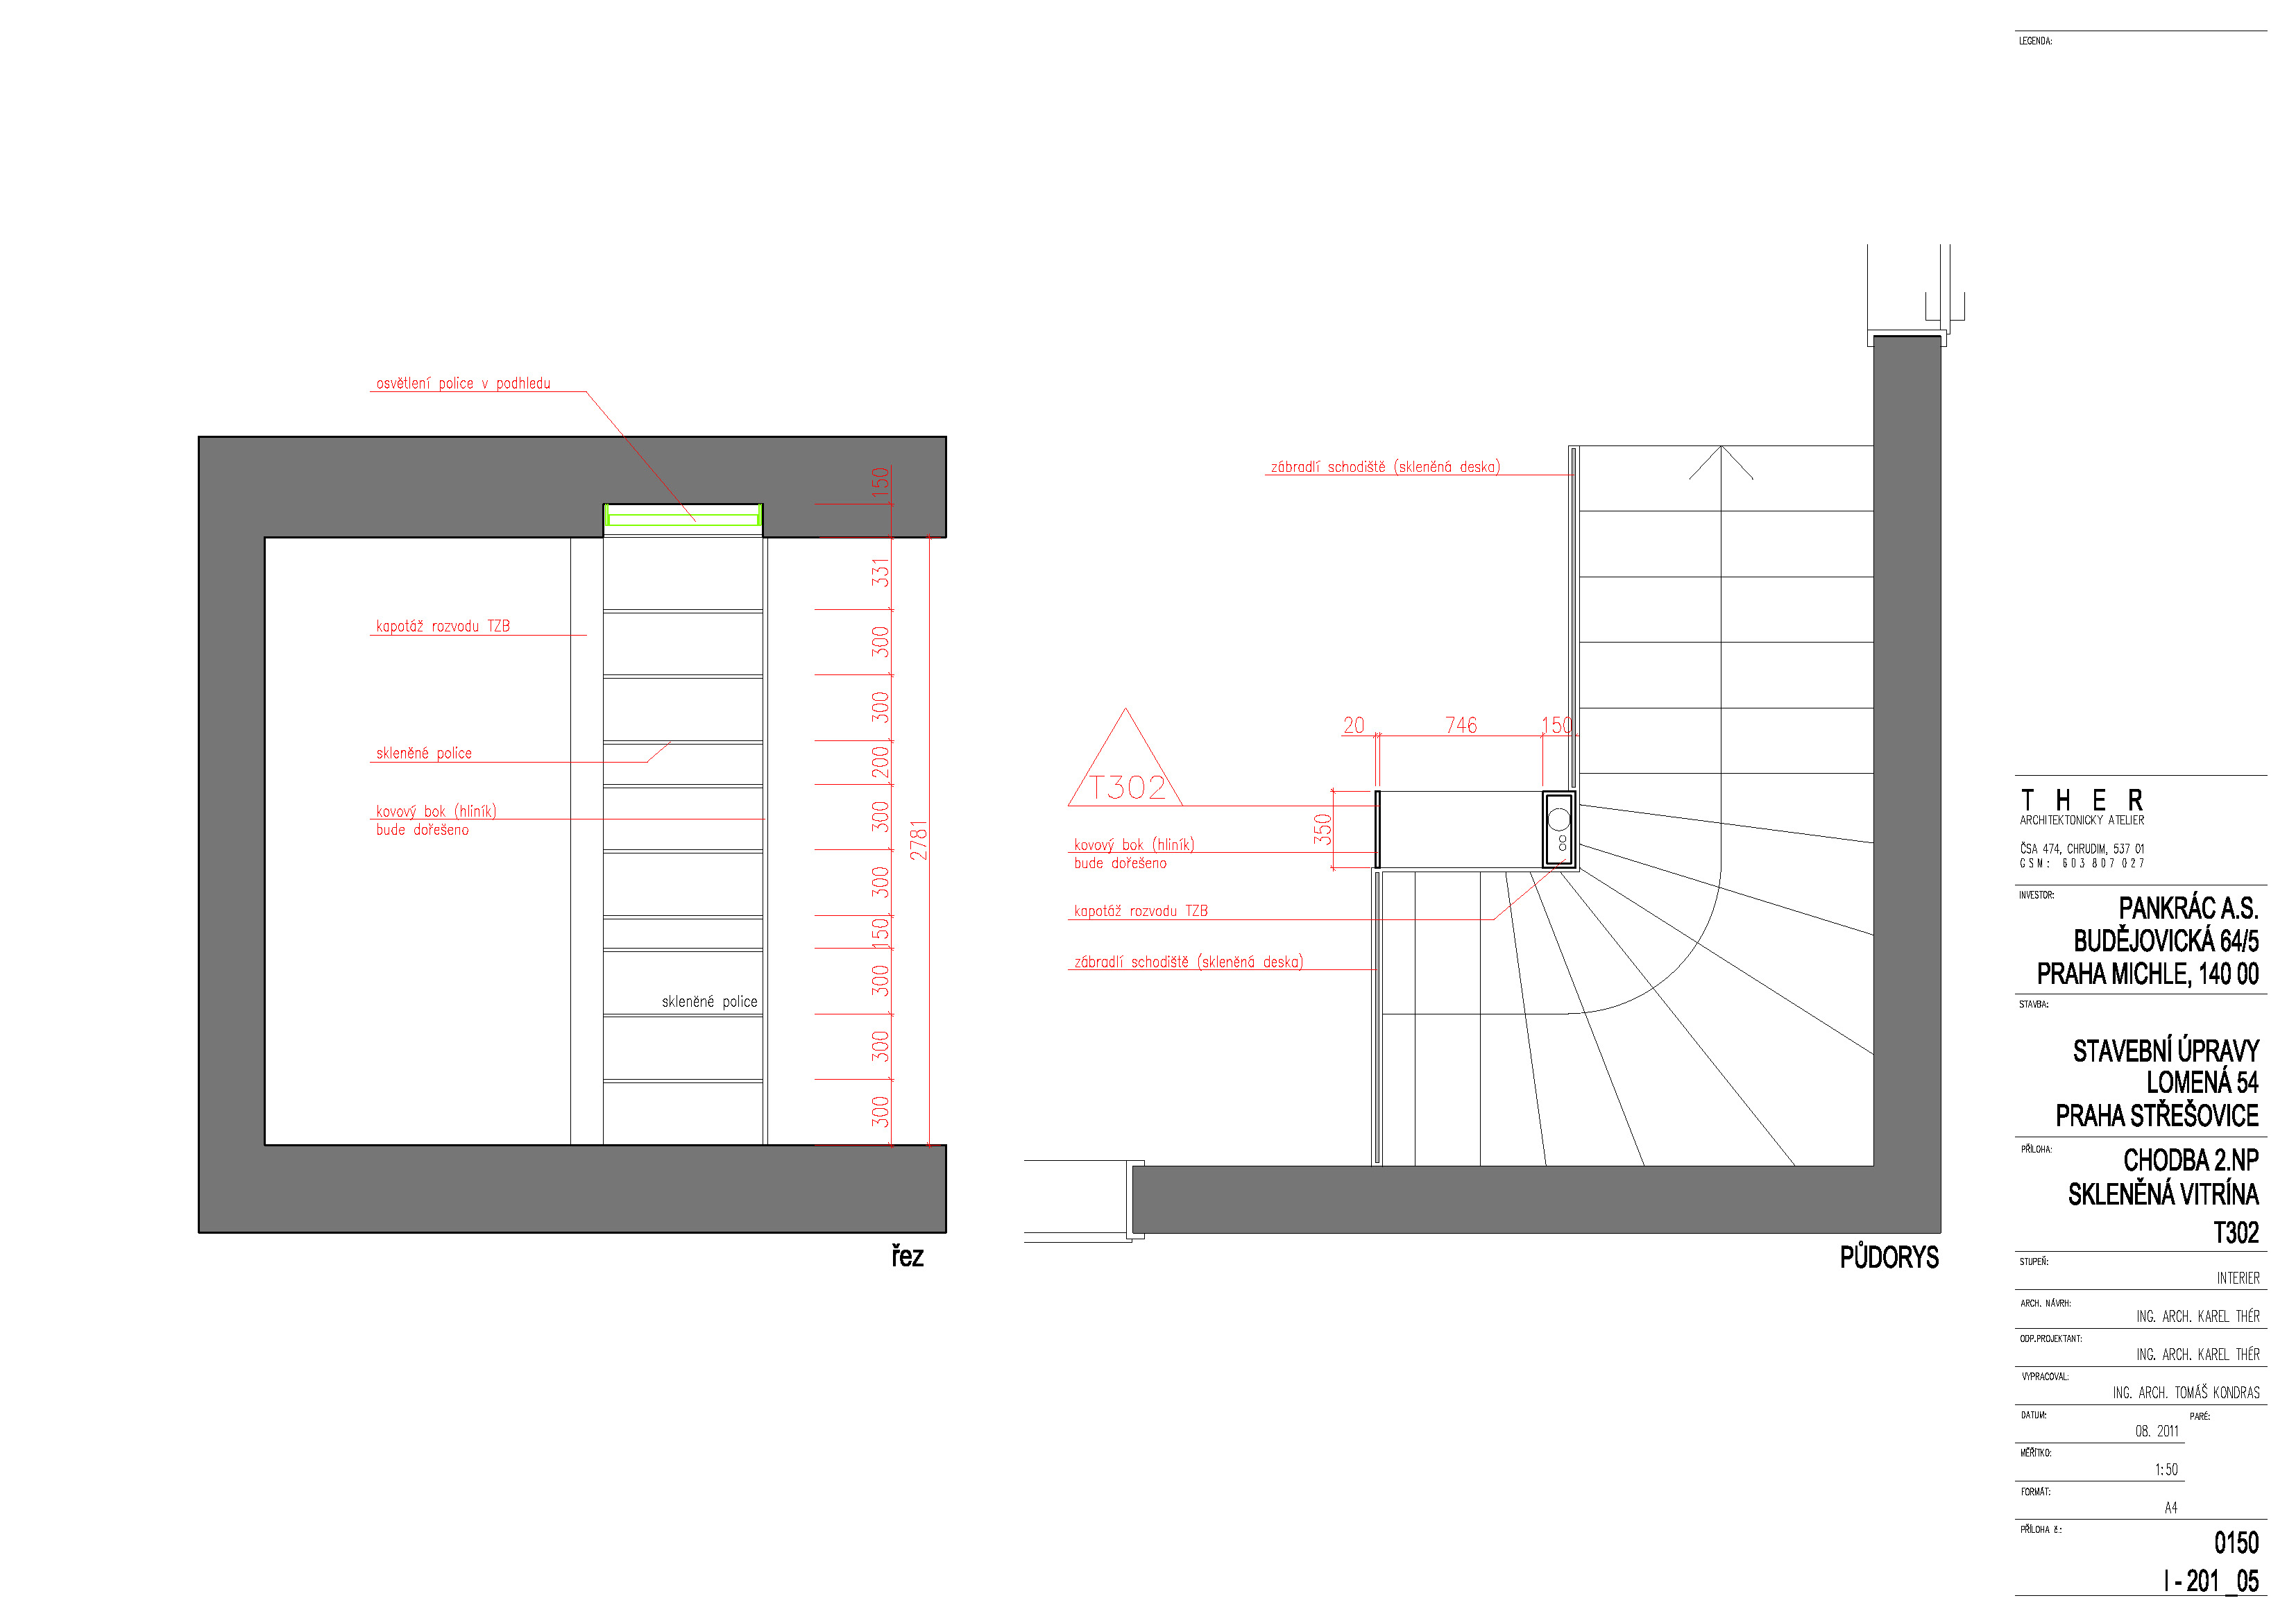 LEGENDA:
osvětlení police v podhledu
150
331
kapotáž rozvodu TZB
300
300
skleněné police
200
kovový bok (hliník)
bude dořešeno
300
2781
300
150
300
skleněné police
300
300
řez
zábradlí schodiště (skleněná deska)
20
746
150
T302
350
kovový bok (hliník)
bude dořešeno
kapotáž rozvodu TZB
zábradlí schodiště (skleněná deska)
PŮDORYS
THER
ARCHITEKTONICKY ATELIER
ČSA 474, CHRUDIM, 537 01
GSM: 603 807 027
INVESTOR:
PANKRÁC A.S.
BUDĚJOVICKÁ 64/5
PRAHA MICHLE, 140 00
STAVBA:
STAVEBNÍ ÚPRAVY
LOMENÁ 54
PRAHA STŘEŠOVICE
PŘÍLOHA:
CHODBA 2.NP
SKLENĚNÁ VITRÍNA
T302
STUPEŇ:
INTERIER
ARCH. NÁVRH:
ING. ARCH. KAREL THÉR
ODP.PROJEKTANT:
ING. ARCH. KAREL THÉR
VYPRACOVAL:
ING. ARCH. TOMÁŠ KONDRAS
DATUM:
PARÉ:
08. 2011
MĚŘÍTKO:
1:50
FORMÁT:
A4
PŘÍLOHA č.:
0150
I - 201 _05